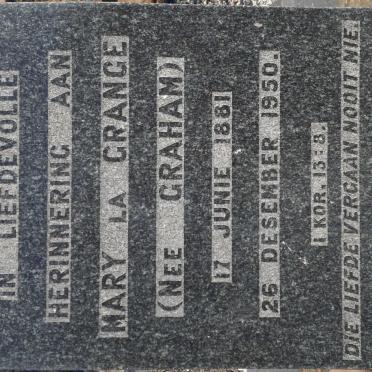 IN LIEFDEVOLLE
HERINNERING AAN
MARY LA GRANGE
(NEE GRAHAM)
17 JUNIE 1881
26 DESEMBER 1950.
1 KOR. 13-8.
DIE LIEFDE VERGAAN NOOIT NIE.